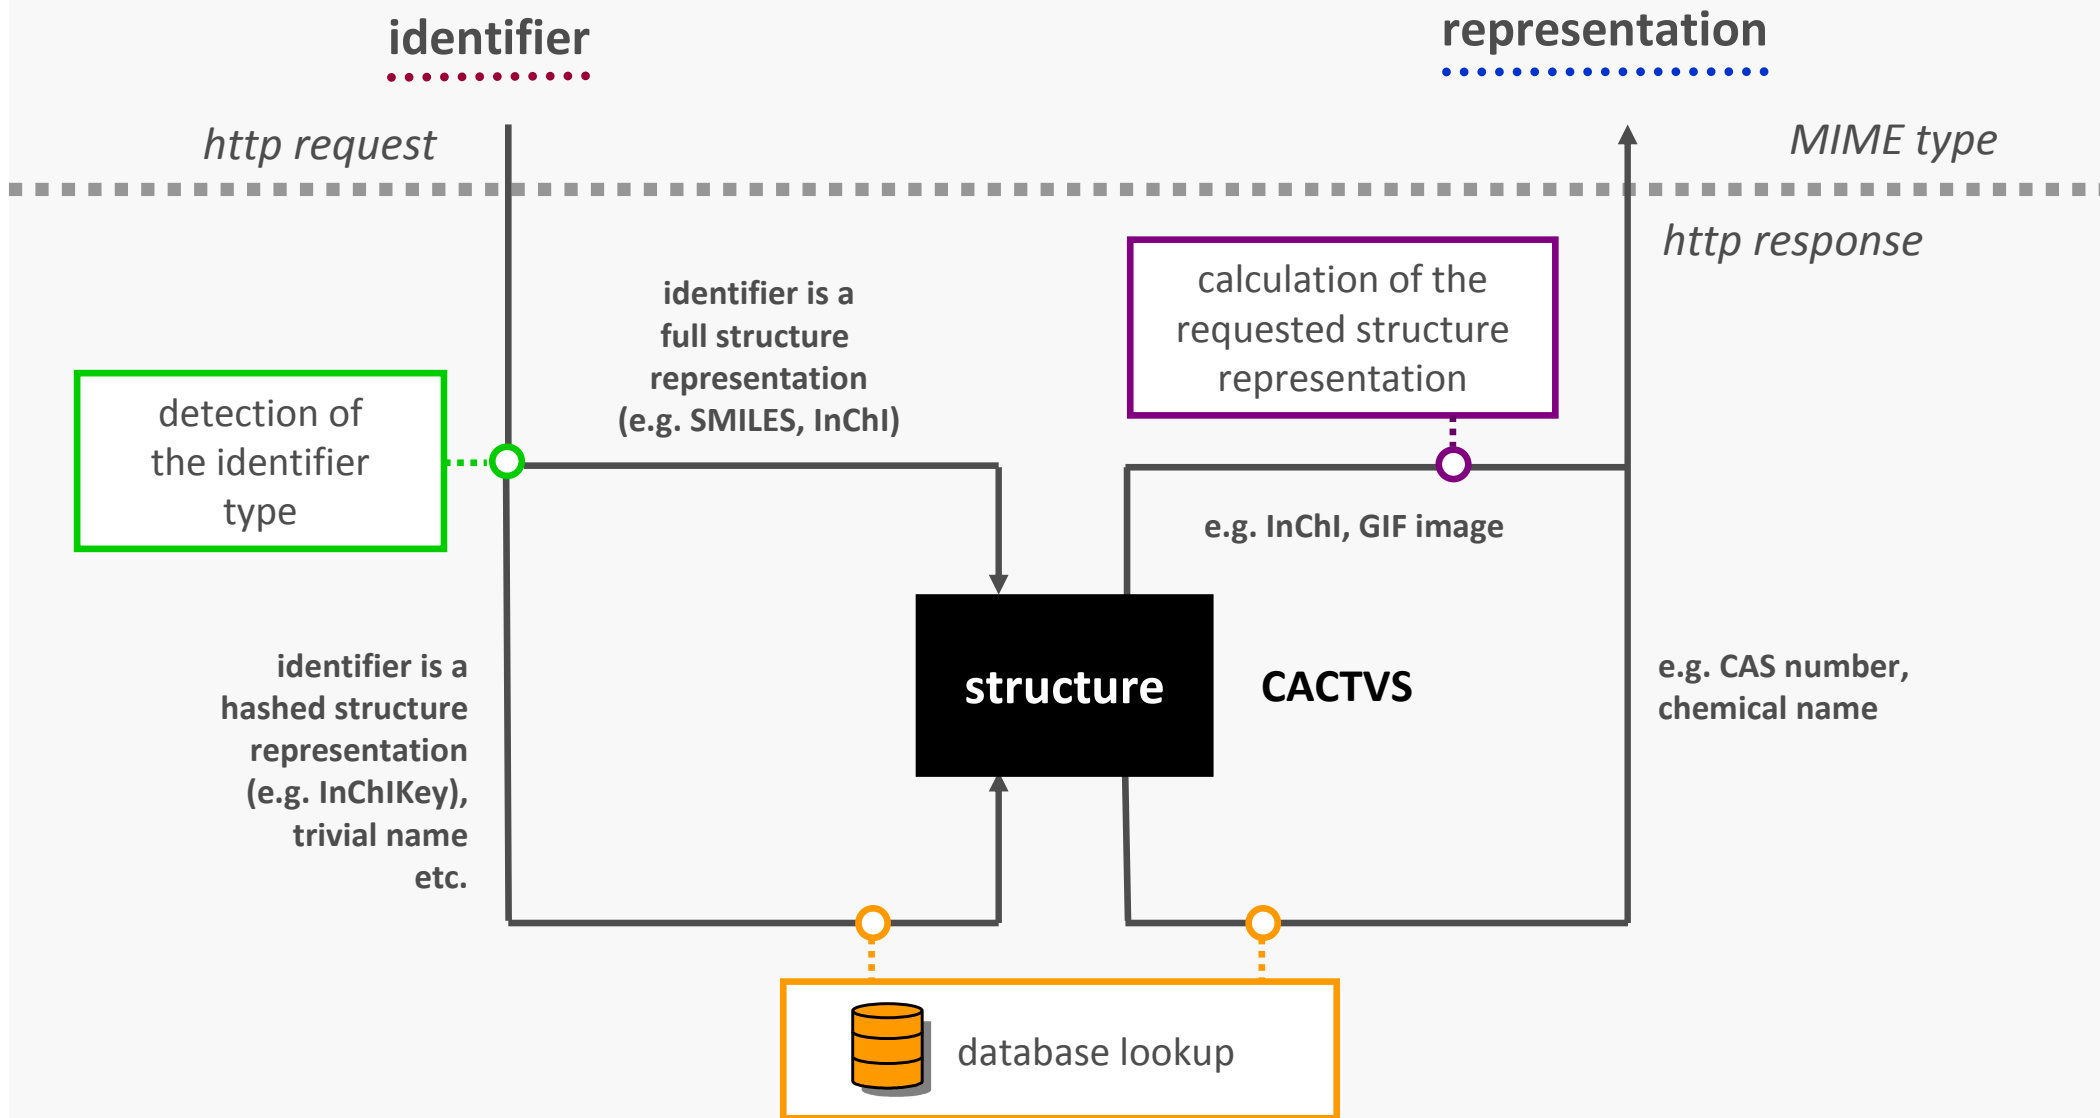 identifier
representation
http request
MIME type
http response
identifier is a
full structure
representation
(e.g. SMILES, InChI)
calculation of the
requested structure
representation
detection of
the identifier
type
e.g. InChI, GIF image
identifier is a
hashed structure
representation
(e.g. InChIKey),
trivial name
etc.
structure
CACTVS
e.g. CAS number,
chemical name
database lookup